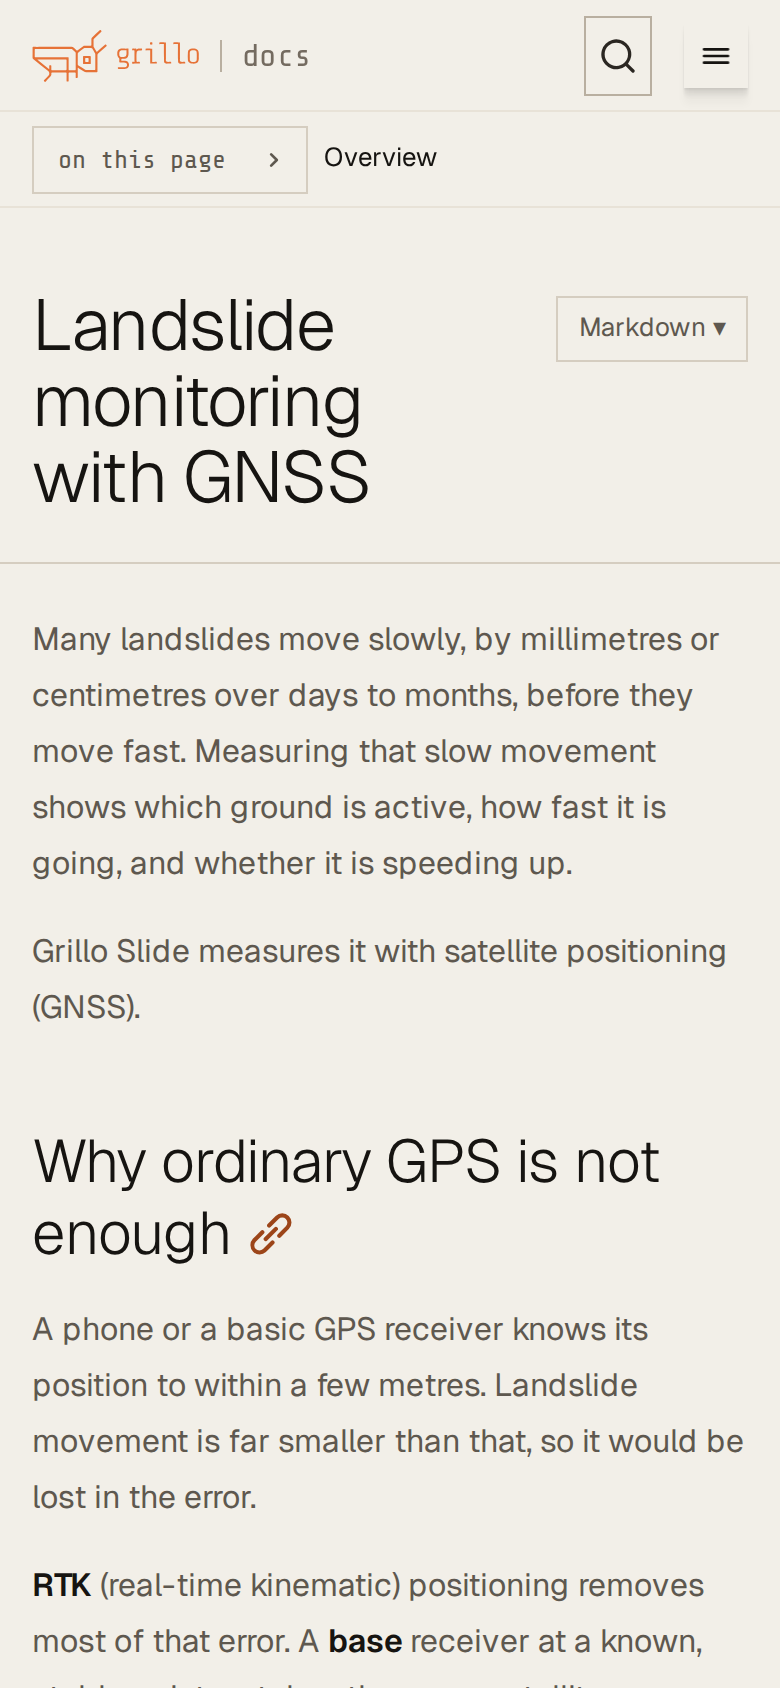 grillo | docs
on this page > Overview
Landslide
monitoring
with GNSS
Markdown ▾
Many landslides move slowly, by millimetres or
centimetres over days to months, before they
move fast. Measuring that slow movement
shows which ground is active, how fast it is
going, and whether it is speeding up.
Grillo Slide measures it with satellite positioning
(GNSS).
Why ordinary GPS is not
enough
A phone or a basic GPS receiver knows its
position to within a few metres. Landslide
movement is far smaller than that, so it would be
lost in the error.
RTK (real-time kinematic) positioning removes
most of that error. A base receiver at a known,